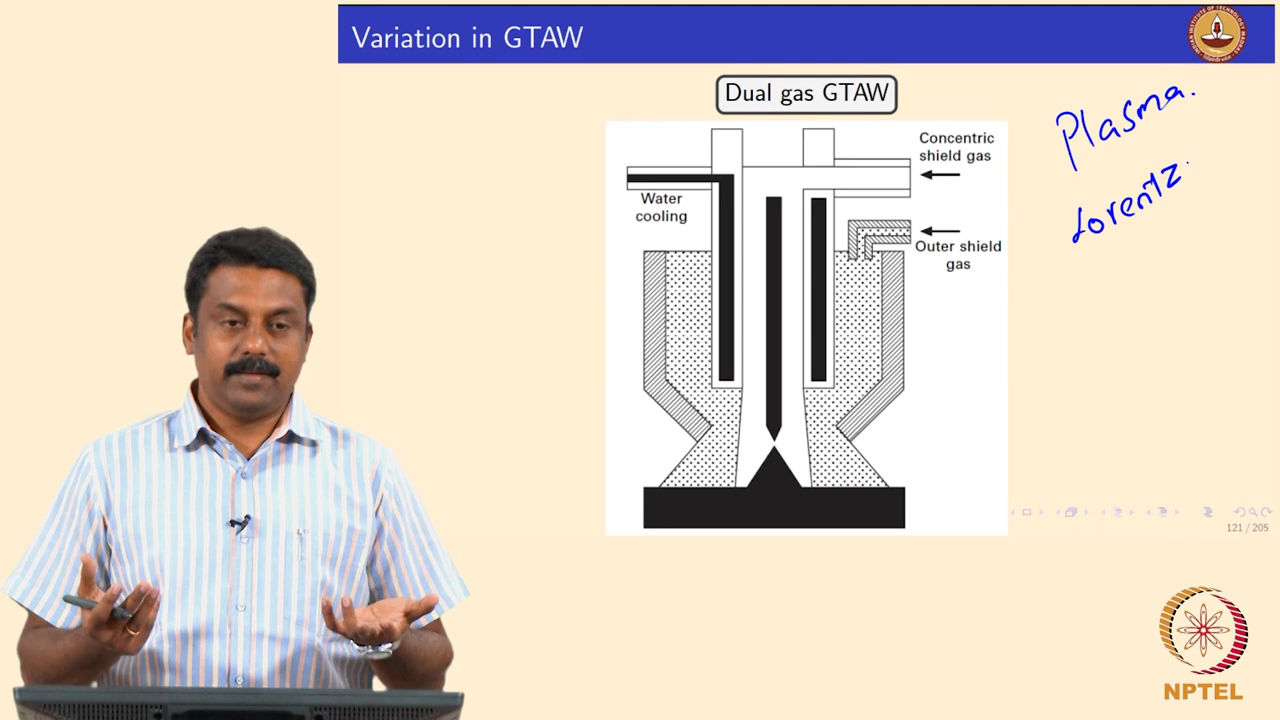 Variation in GTAW
Dual gas GTAW
Concentric
shield gas
Water
cooling
Outer shield
gas
Plasma.
Lorentz.
121 / 205
NPTEL